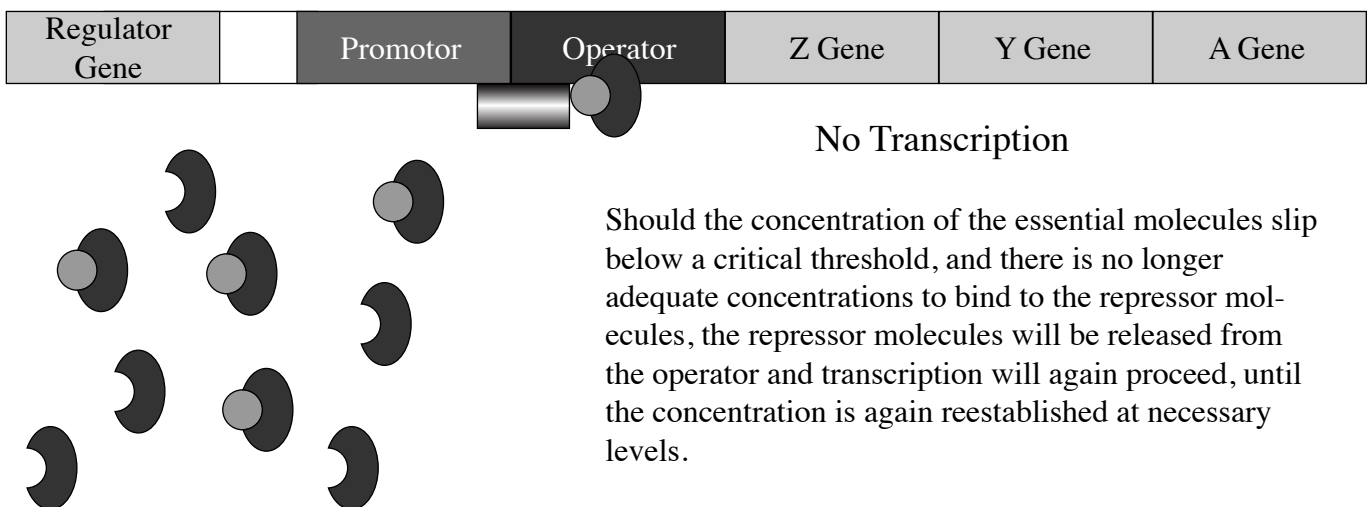 Regulator
Gene
Promotor
Operator
Z Gene
Y Gene
A Gene
No Transcription
Should the concentration of the essential molecules slip
below a critical threshold, and there is no longer
adequate concentrations to bind to the repressor mol-
ecules, the repressor molecules will be released from
the operator and transcription will again proceed, until
the concentration is again reestablished at necessary
levels.